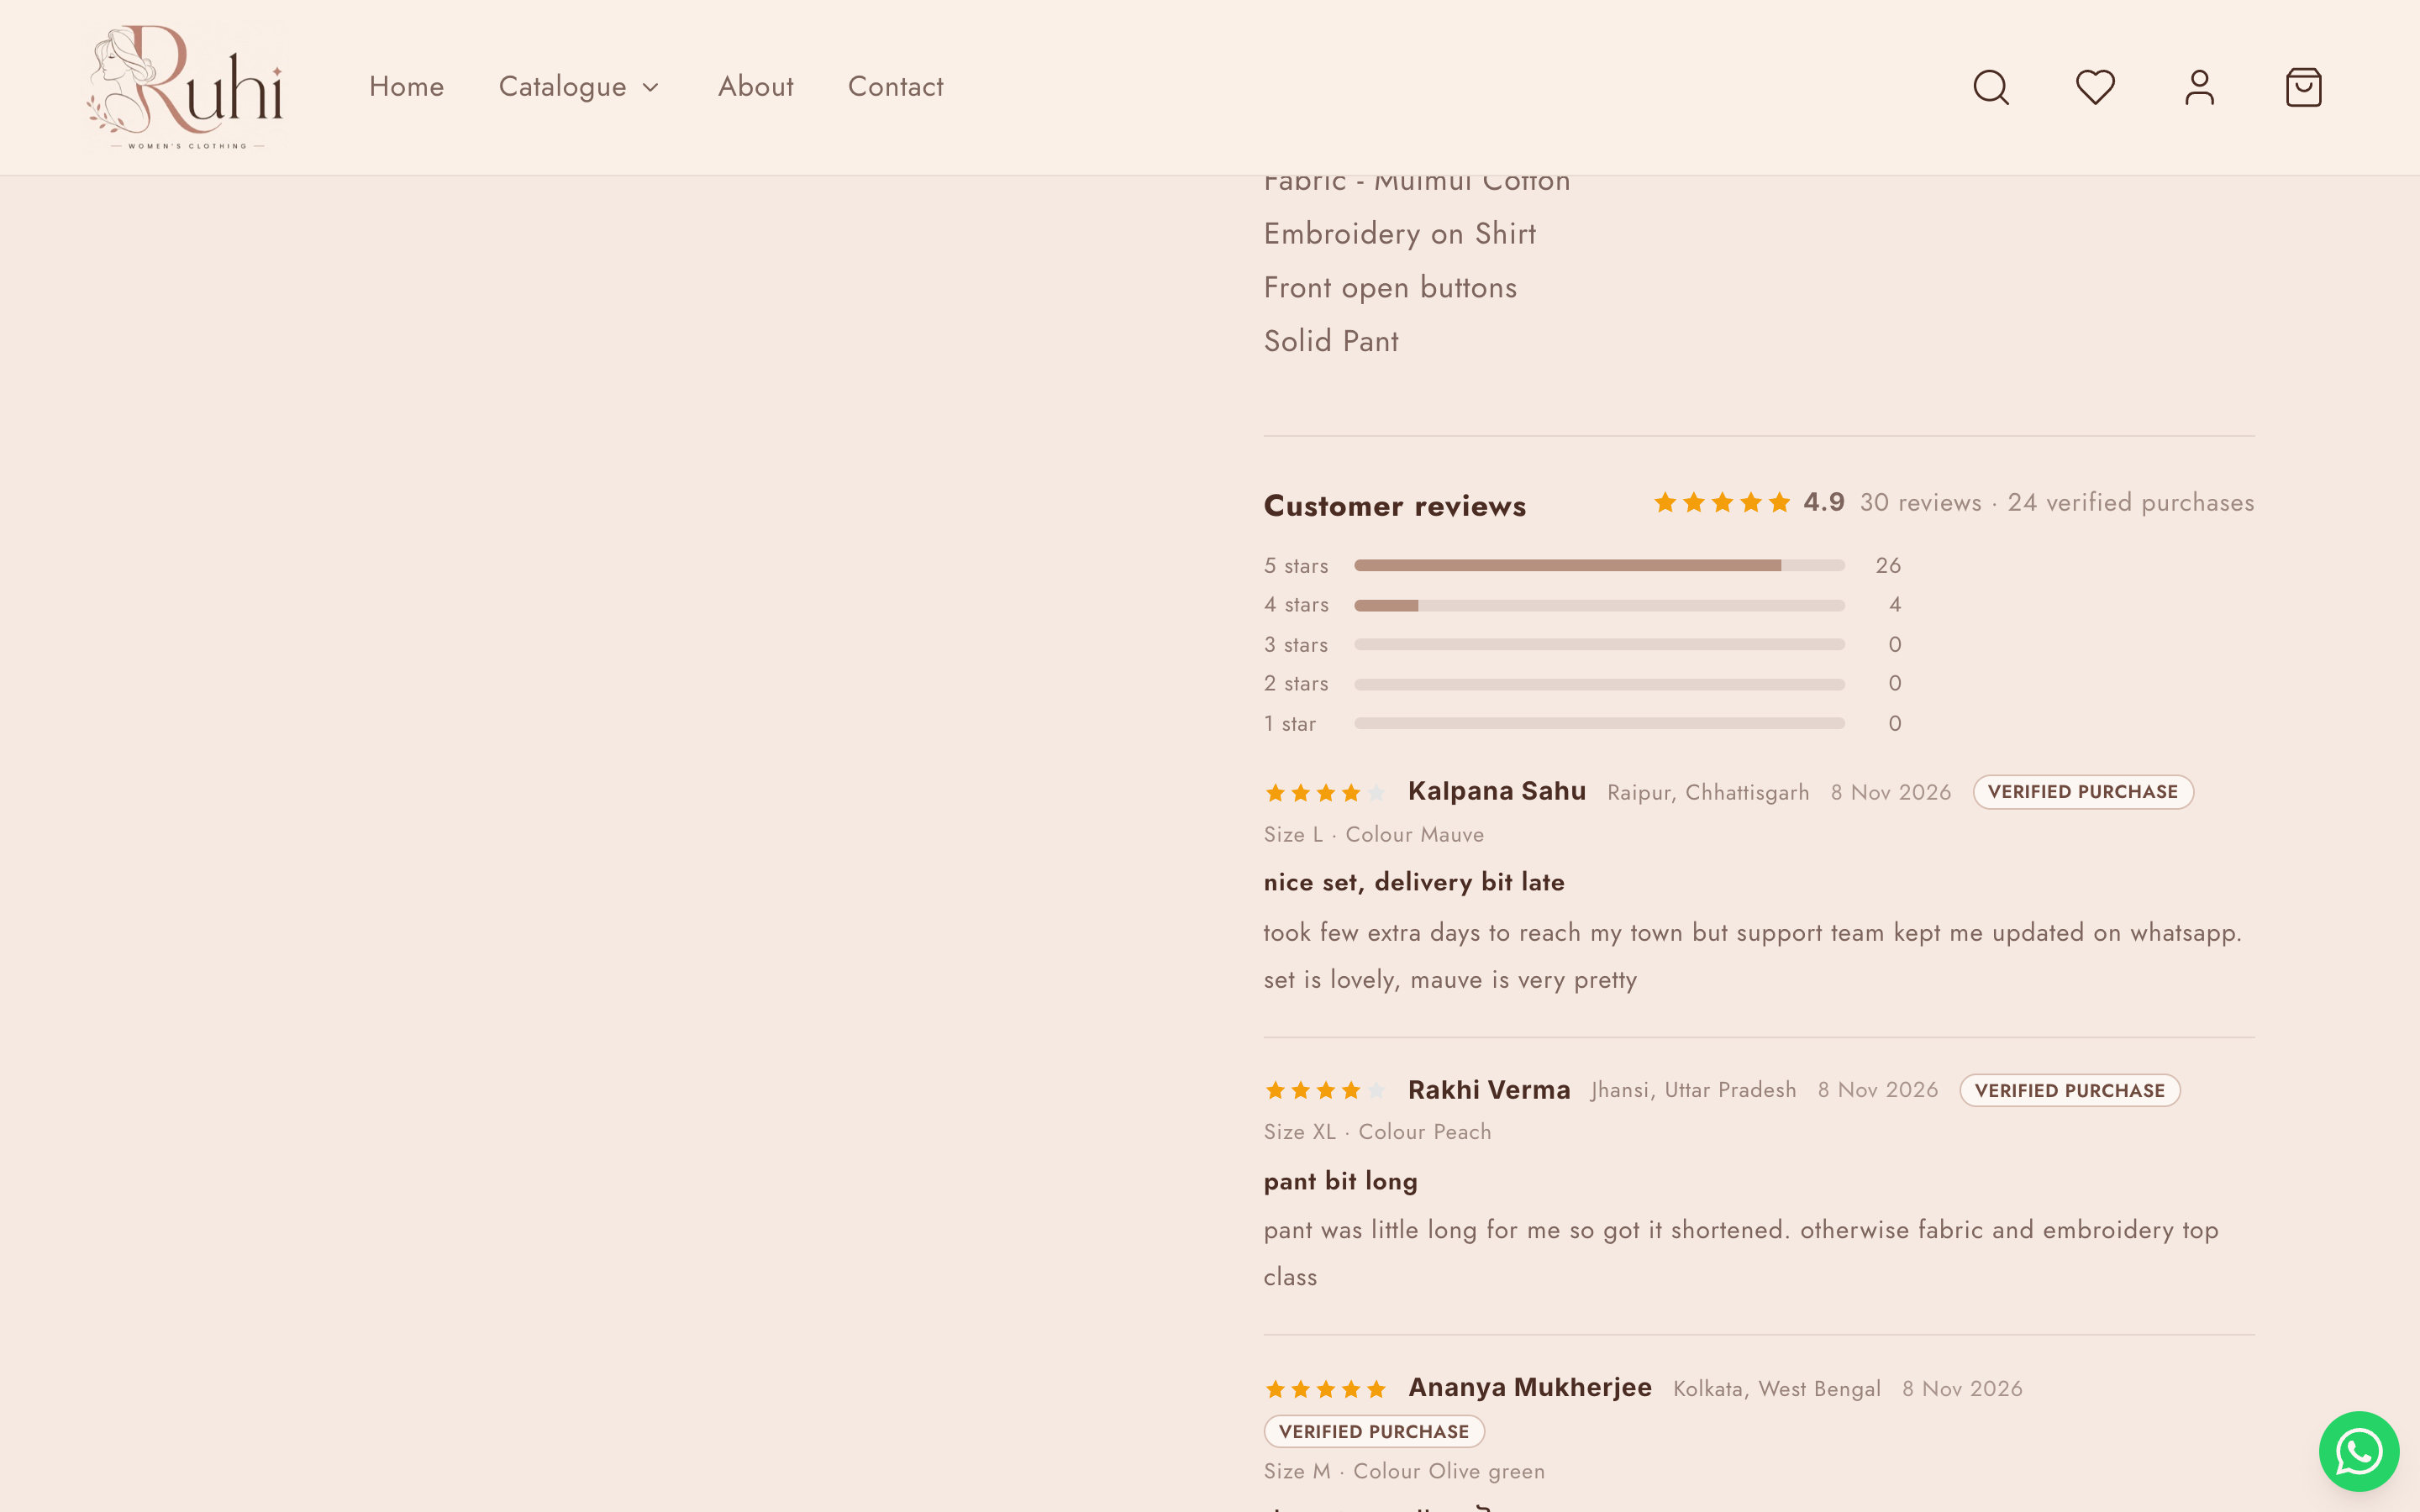 Ruhi
WOMEN'S CLOTHING
Home Catalogue About Contact
Fabric - Mulmul Cotton
Embroidery on Shirt
Front open buttons
Solid Pant
Customer reviews 4.9 30 reviews · 24 verified purchases
5 stars 26
4 stars 4
3 stars 0
2 stars 0
1 star 0
Kalpana Sahu Raipur, Chhattisgarh 8 Nov 2026 VERIFIED PURCHASE
Size L · Colour Mauve
nice set, delivery bit late
took few extra days to reach my town but support team kept me updated on whatsapp.
set is lovely, mauve is very pretty
Rakhi Verma Jhansi, Uttar Pradesh 8 Nov 2026 VERIFIED PURCHASE
Size XL · Colour Peach
pant bit long
pant was little long for me so got it shortened. otherwise fabric and embroidery top
class
Ananya Mukherjee Kolkata, West Bengal 8 Nov 2026
VERIFIED PURCHASE
Size M · Colour Olive green